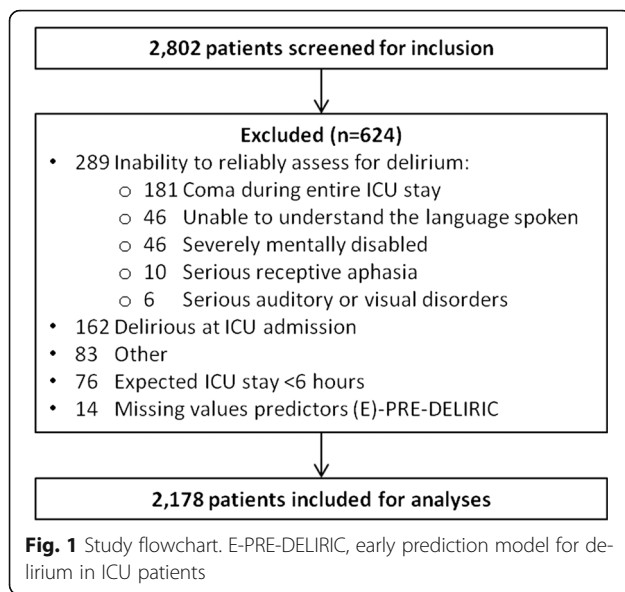 2,802 patients screened for inclusion
Excluded (n=624)
• 289 Inability to reliably assess for delirium:
o 181 Coma during entire ICU stay
o 46 Unable to understand the language spoken
o 46 Severely mentally disabled
o 10 Serious receptive aphasia
o 6 Serious auditory or visual disorders
• 162 Delirious at ICU admission
• 83 Other
• 76 Expected ICU stay <6 hours
• 14 Missing values predictors (E)-PRE-DELIRIC
2,178 patients included for analyses
Fig. 1 Study flowchart. E-PRE-DELIRIC, early prediction model for de-
lirium in ICU patients